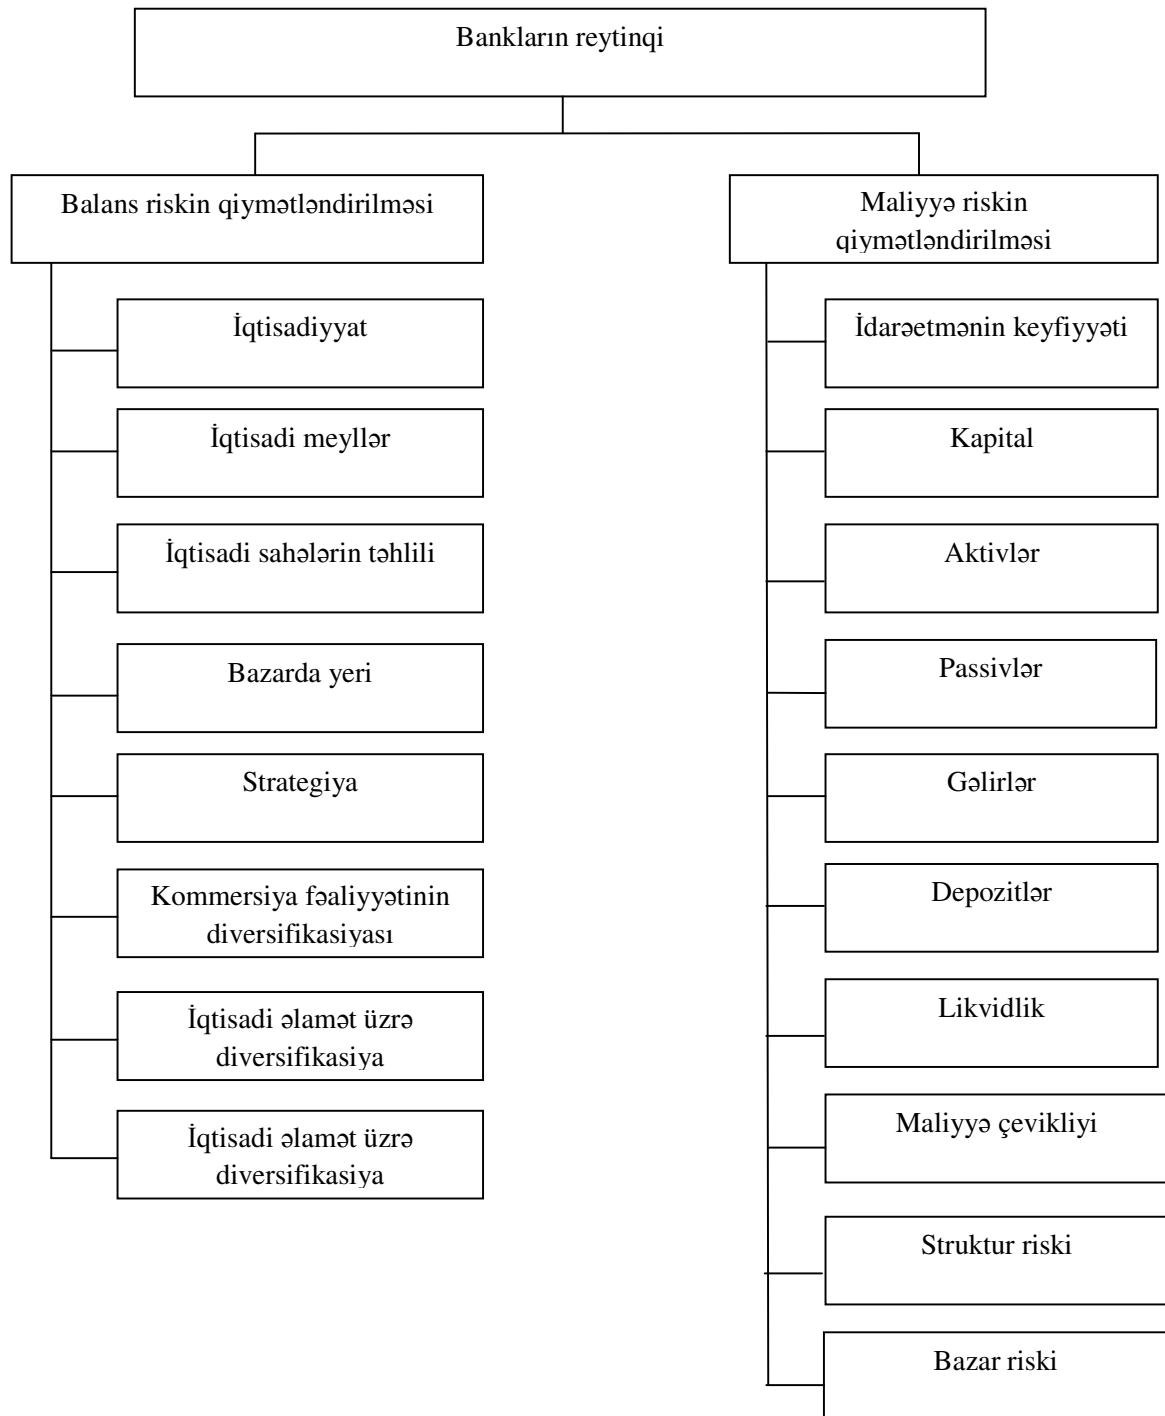 Bankların reytinqi
Balans riskin qiymətləndirilməsi
İqtisadiyyat
İqtisadi meyllər
İqtisadi sahələrin təhlili
Bazarda yeri
Strategiya
Kommersiya fəaliyyətinin
diversifikasiyası
İqtisadi əlamət üzrə
diversifikasiya
İqtisadi əlamət üzrə
diversifikasiya
Maliyyə riskin
qiymətləndirilməsi
İdarəetmənin keyfiyyəti
Kapital
Aktivlər
Passivlər
Gəlirlər
Depozitlər
Likvidlik
Maliyyə çevikliyi
Struktur riski
Bazar riski